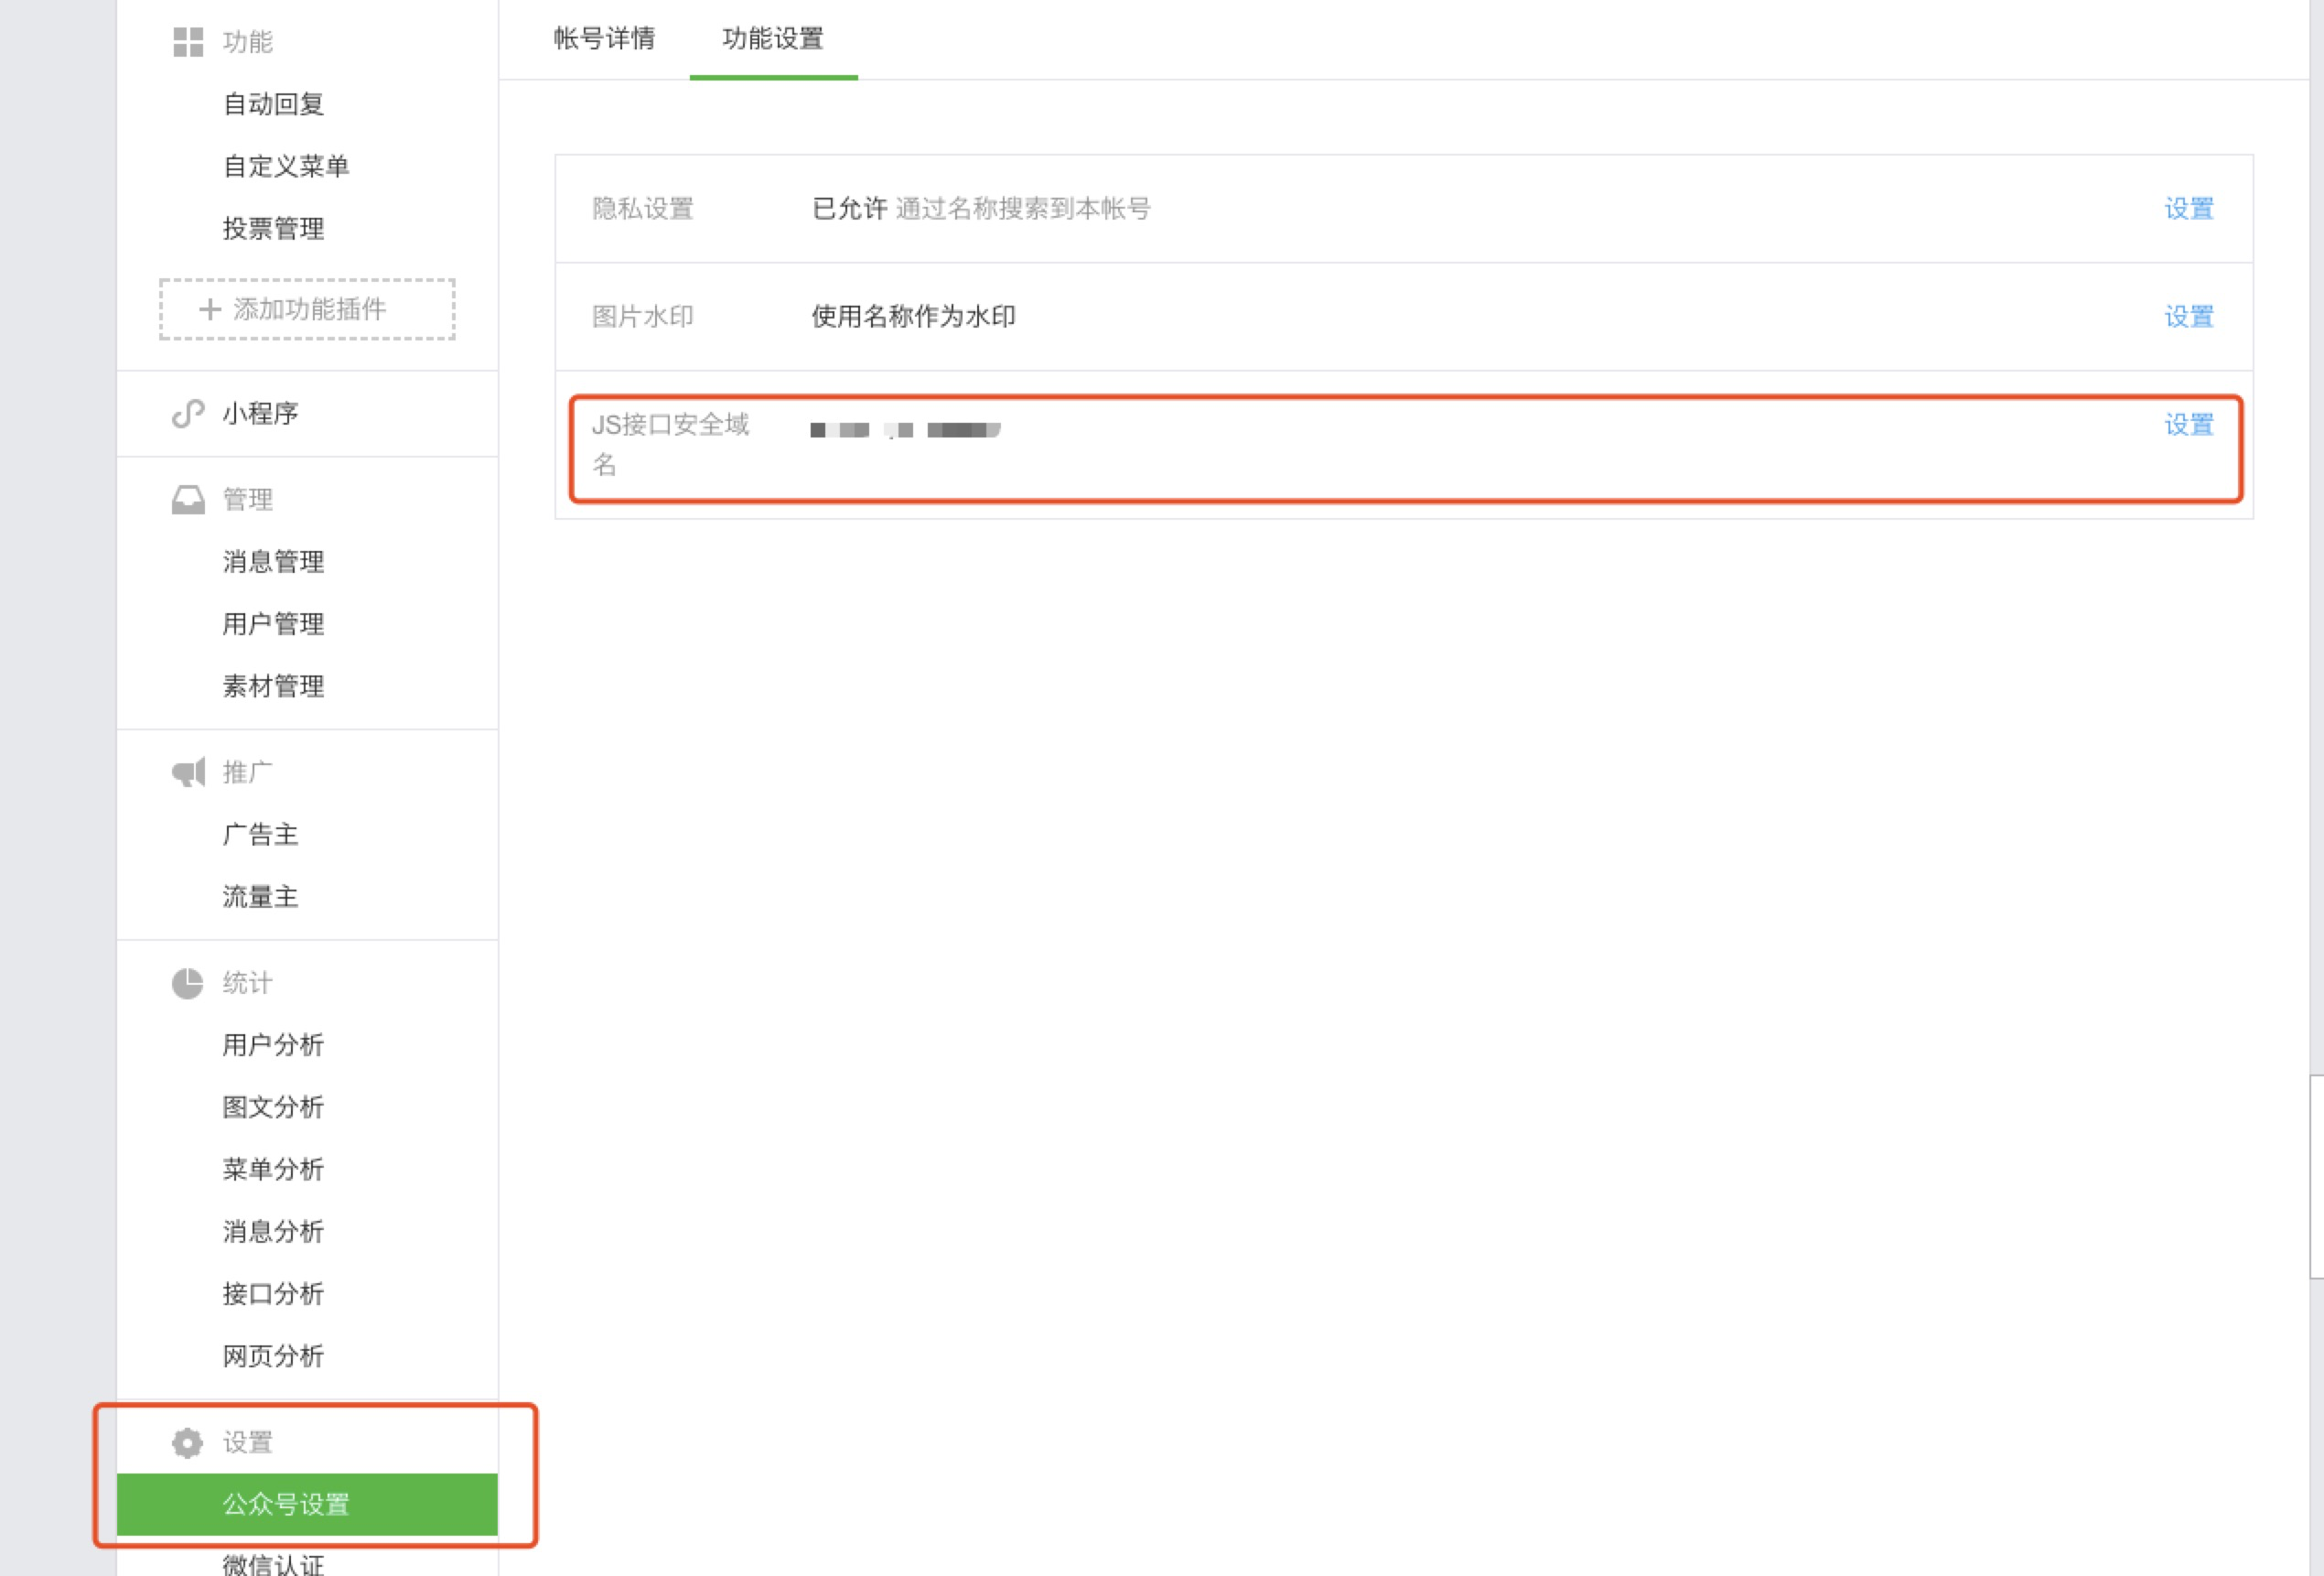 功能
自动回复
自定义菜单
投票管理
添加功能插件
小程序
管理
消息管理
用户管理
素材管理
推广
广告主
流量主
统计
用户分析
图文分析
菜单分析
消息分析
接口分析
网页分析
设置
公众号设置
微信认证
帐号详情 功能设置
隐私设置 已允许 通过名称搜索到本帐号 设置
图片水印 使用名称作为水印 设置
JS接口安全域 设置
名